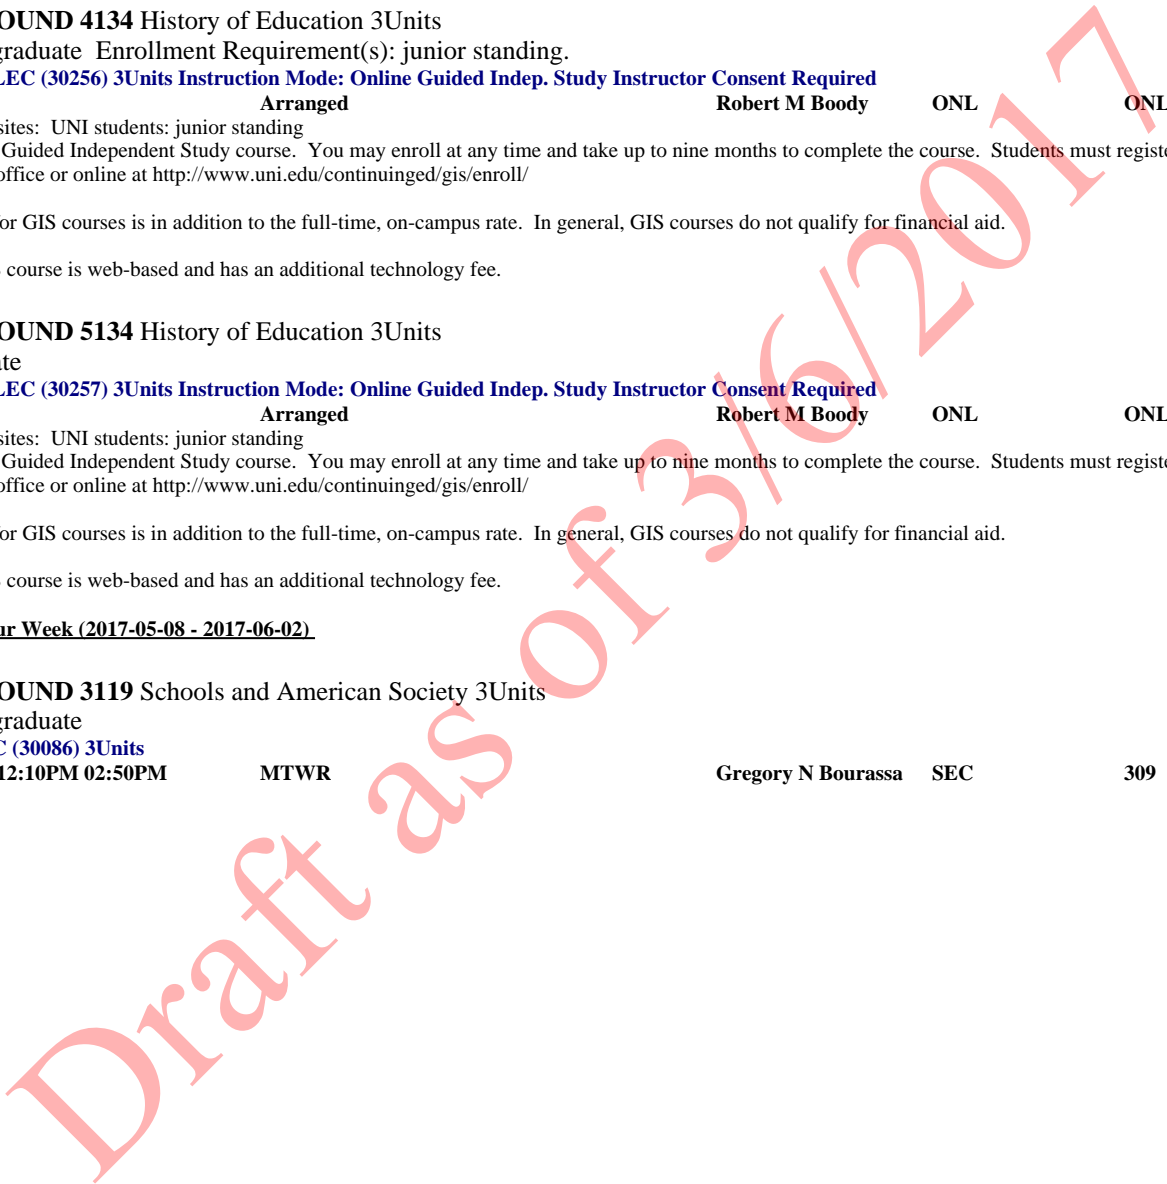 OUND 4134 History of Education 3Units
graduate Enrollment Requirement(s): junior standing.
LEC (30256) 3Units Instruction Mode: Online Guided Indep. Study Instructor Consent Required
Arranged Robert M Boody ONL ONL
sites: UNI students: junior standing
Guided Independent Study course. You may enroll at any time and take up to nine months to complete the course. Students must registe
office or online at http://www.uni.edu/continuinged/gis/enroll/
or GIS courses is in addition to the full-time, on-campus rate. In general, GIS courses do not qualify for financial aid.
course is web-based and has an additional technology fee.
OUND 5134 History of Education 3Units
ate
LEC (30257) 3Units Instruction Mode: Online Guided Indep. Study Instructor Consent Required
Arranged Robert M Boody ONL ONL
sites: UNI students: junior standing
Guided Independent Study course. You may enroll at any time and take up to nine months to complete the course. Students must registe
office or online at http://www.uni.edu/continuinged/gis/enroll/
or GIS courses is in addition to the full-time, on-campus rate. In general, GIS courses do not qualify for financial aid.
course is web-based and has an additional technology fee.
ur Week (2017-05-08 - 2017-06-02)
OUND 3119 Schools and American Society 3Units
graduate
C (30086) 3Units
12:10PM 02:50PM MTWR Gregory N Bourassa SEC 309
Draft as of 3/6/2017